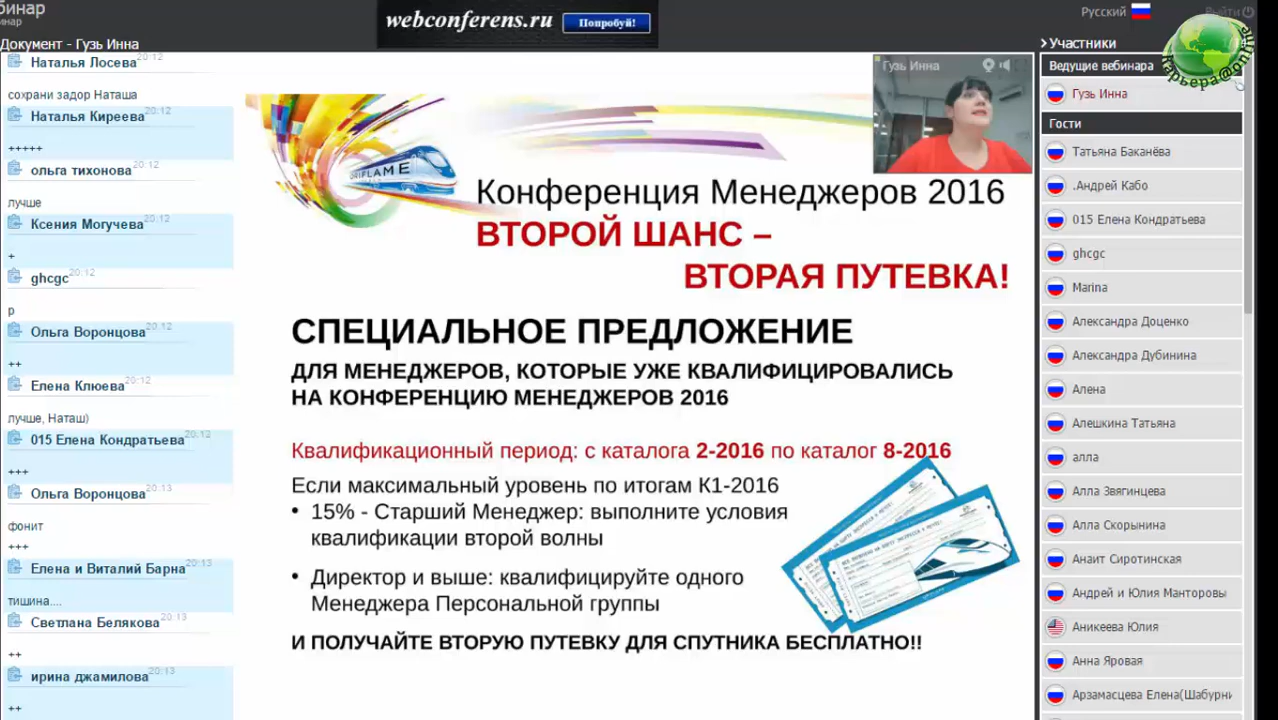 бинар
инар
webconferens.ru
Попробуй!
Русский
Выйти
Документ - Гузь Инна
Наталья Лосева 20:12
сохрани задор Наташа
Наталья Киреева 20:12
+++++
ольга тихонова 20:12
лучше
Ксения Могучева 20:12
+
ghcgc 20:12
р
Ольга Воронцова 20:12
++
Елена Клюева 20:12
лучше, Наташ)
015 Елена Кондратьева 20:12
+++
Ольга Воронцова 20:13
фонит
+++
Елена и Виталий Барна 20:13
тишина....
Светлана Белякова 20:13
++
ирина джамилова 20:13
++
Гузь Инна
ORIFLAME
Конференция Менеджеров 2016
ВТОРОЙ ШАНС –
ВТОРАЯ ПУТЕВКА!
СПЕЦИАЛЬНОЕ ПРЕДЛОЖЕНИЕ
ДЛЯ МЕНЕДЖЕРОВ, КОТОРЫЕ УЖЕ КВАЛИФИЦИРОВАЛИСЬ
НА КОНФЕРЕНЦИЮ МЕНЕДЖЕРОВ 2016
Квалификационный период: с каталога 2-2016 по каталог 8-2016
Если максимальный уровень по итогам К1-2016
• 15% - Старший Менеджер: выполните условия
квалификации второй волны
• Директор и выше: квалифицируйте одного
Менеджера Персональной группы
И ПОЛУЧАЙТЕ ВТОРУЮ ПУТЕВКУ ДЛЯ СПУТНИКА БЕСПЛАТНО!!
Участники
карьера@online
Ведущие вебинара
Гузь Инна
Гости
Татьяна Баканёва
.Андрей Кабо
015 Елена Кондратьева
ghcgc
Marina
Александра Доценко
Александра Дубинина
Алена
Алешкина Татьяна
алла
Алла Звягинцева
Алла Скорынина
Анаит Сиротинская
Андрей и Юлия Манторовы
Аникеева Юлия
Анна Яровая
Арзамасцева Елена(Шабурни